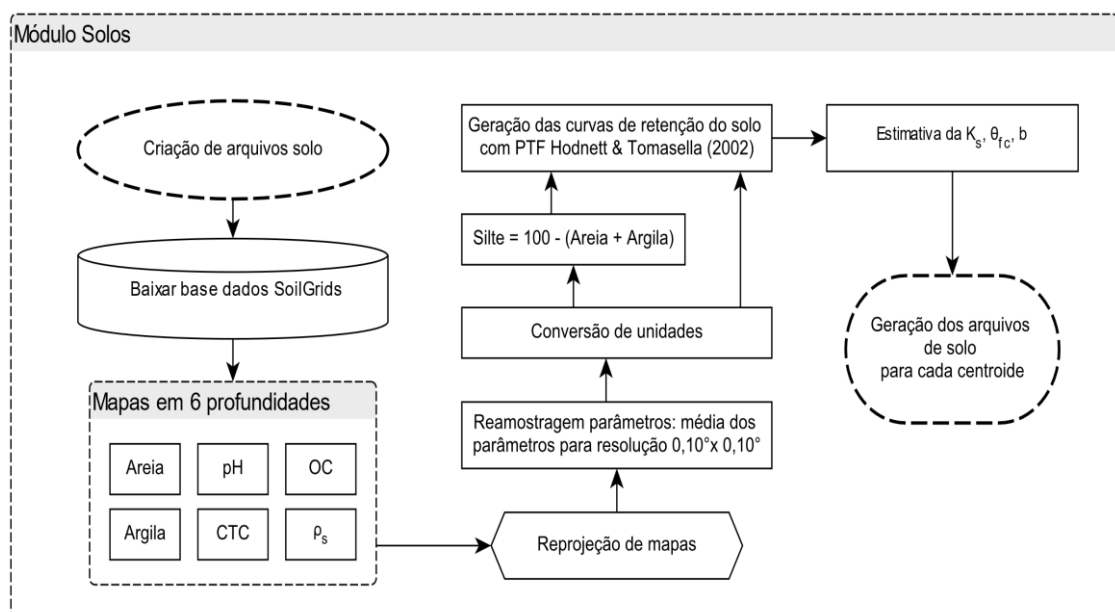 Módulo Solos
Criação de arquivos solo
Baixar base dados SoilGrids
Mapas em 6 profundidades
Areia
pH
OC
Argila
CTC
ρs
Reprojeção de mapas
Reamostragem parâmetros: média dos
parâmetros para resolução 0,10°x 0,10°
Conversão de unidades
Silte = 100 - (Areia + Argila)
Geração das curvas de retenção do solo
com PTF Hodnett & Tomasella (2002)
Estimativa da Ks, θfc, b
Geração dos arquivos
de solo
para cada centroide